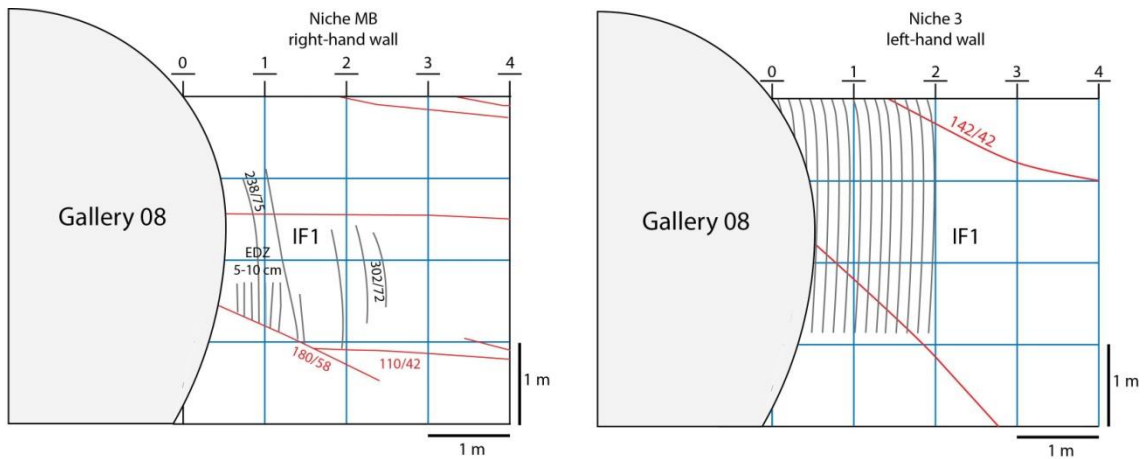 Niche MB
right-hand wall
0 1 2 3 4
238/75
Gallery 08
IF1
EDZ
5-10 cm
302/72
180/58
110/42
1 m
1 m
Niche 3
left-hand wall
0 1 2 3 4
142/42
Gallery 08
IF1
1 m
1 m